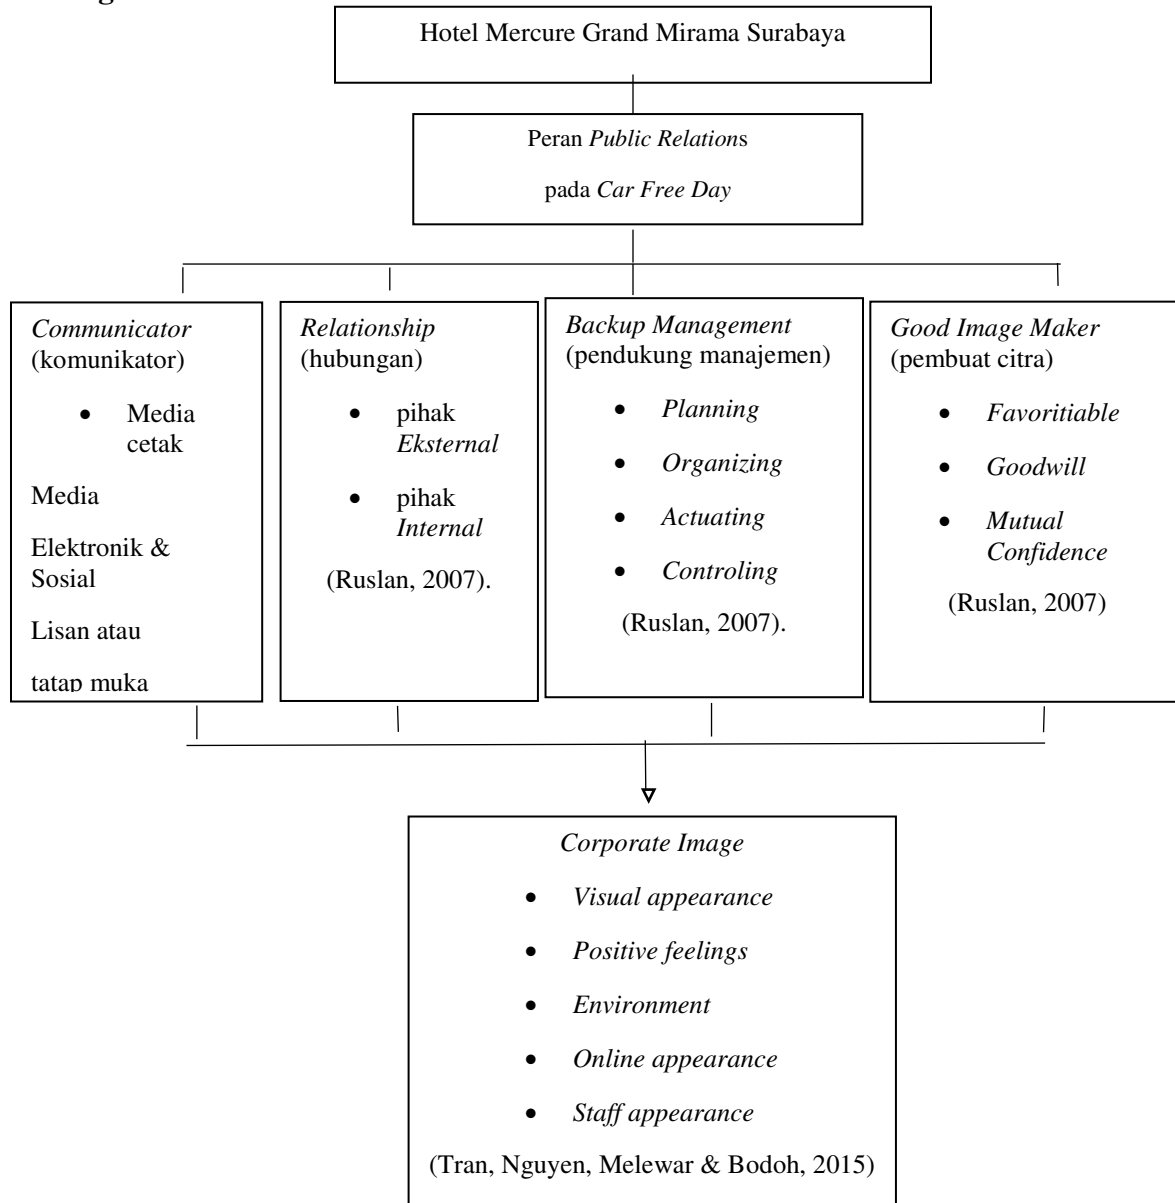 Hotel Mercure Grand Mirama Surabaya
Peran Public Relations
pada Car Free Day
Communicator
(komunikator)
• Media
cetak
Media
Elektronik &
Sosial
Lisan atau
tatap muka
Relationship
(hubungan)
• pihak
Eksternal
• pihak
Internal
(Ruslan, 2007).
Backup Management
(pendukung manajemen)
• Planning
• Organizing
• Actuating
• Controling
(Ruslan, 2007).
Good Image Maker
(pembuat citra)
• Favoritiable
• Goodwill
• Mutual
Confidence
(Ruslan, 2007)
Corporate Image
• Visual appearance
• Positive feelings
• Environment
• Online appearance
• Staff appearance
(Tran, Nguyen, Melewar & Bodoh, 2015)